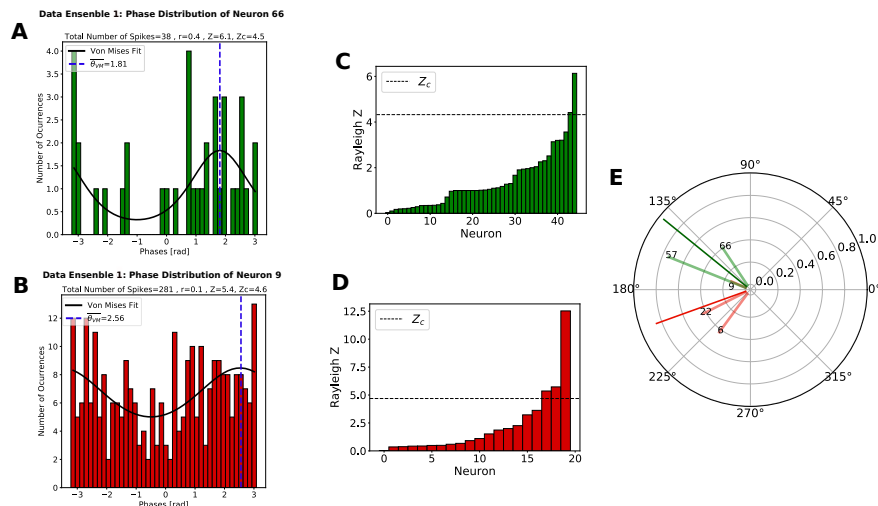 Data Ensenble 1: Phase Distribution of Neuron 66
A
Total Number of Spikes=38 , r=0.4 , Z=6.1, Zc=4.5
Von Mises Fit
θVM=1.81
Number of Ocurrences
4.0
3.5
3.0
2.5
2.0
1.5
1.0
0.5
0.0
−3 −2 −1 0 1 2 3
Phases [rad]
Data Ensenble 1: Phase Distribution of Neuron 9
B
Total Number of Spikes=281 , r=0.1 , Z=5.4, Zc=4.6
Von Mises Fit
θVM=2.56
Number of Ocurrences
12
10
8
6
4
2
0
−3 −2 −1 0 1 2 3
Phases [rad]
C
Zc
Rayleigh Z
6
4
2
0
0 10 20 30 40
Neuron
D
Zc
Rayleigh Z
12.5
10.0
7.5
5.0
2.5
0.0
0 5 10 15 20
Neuron
E
90°
135° 45°
1.0
0.8
0.6
0.4
0.2
0.0
66
57
9
180° 0°
22
6
225° 315°
270°